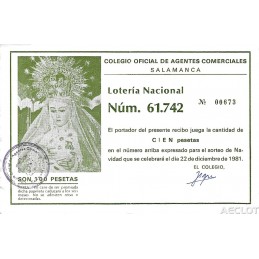 COLEGIO OFICIAL DE AGENTES COMERCIALES
SALAMANCA
Lotería Nacional
Núm. 61.742
Nº 00673
El portador del presente recibo juega la cantidad de
CIEN pesetas
en el número arriba expresado para el sorteo de Na-
vidad que se celebrará el día 22 diciembre de 1981.
EL COLEGIO,
SON 100 PESETAS
AECLOT